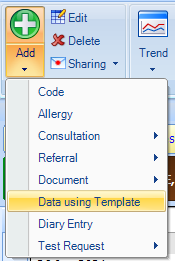 Edit
Delete
Sharing
Add
Trend
Code
Allergy
Consultation
Referral
Document
Data using Template
Diary Entry
Test Request